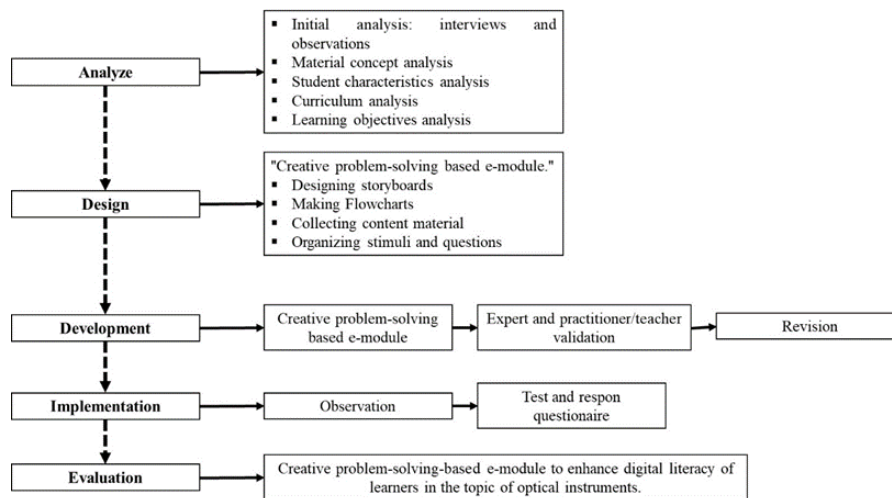 Analyze
▪ Initial analysis: interviews and
observations
▪ Material concept analysis
▪ Student characteristics analysis
▪ Curriculum analysis
▪ Learning objectives analysis
Design
"Creative problem-solving based e-module."
▪ Designing storyboards
▪ Making Flowcharts
▪ Collecting content material
▪ Organizing stimuli and questions
Development
Creative problem-solving
based e-module
Expert and practitioner/teacher
validation
Revision
Implementation
Observation
Test and respon
questionaire
Evaluation
Creative problem-solving-based e-module to enhance digital literacy of
learners in the topic of optical instruments.